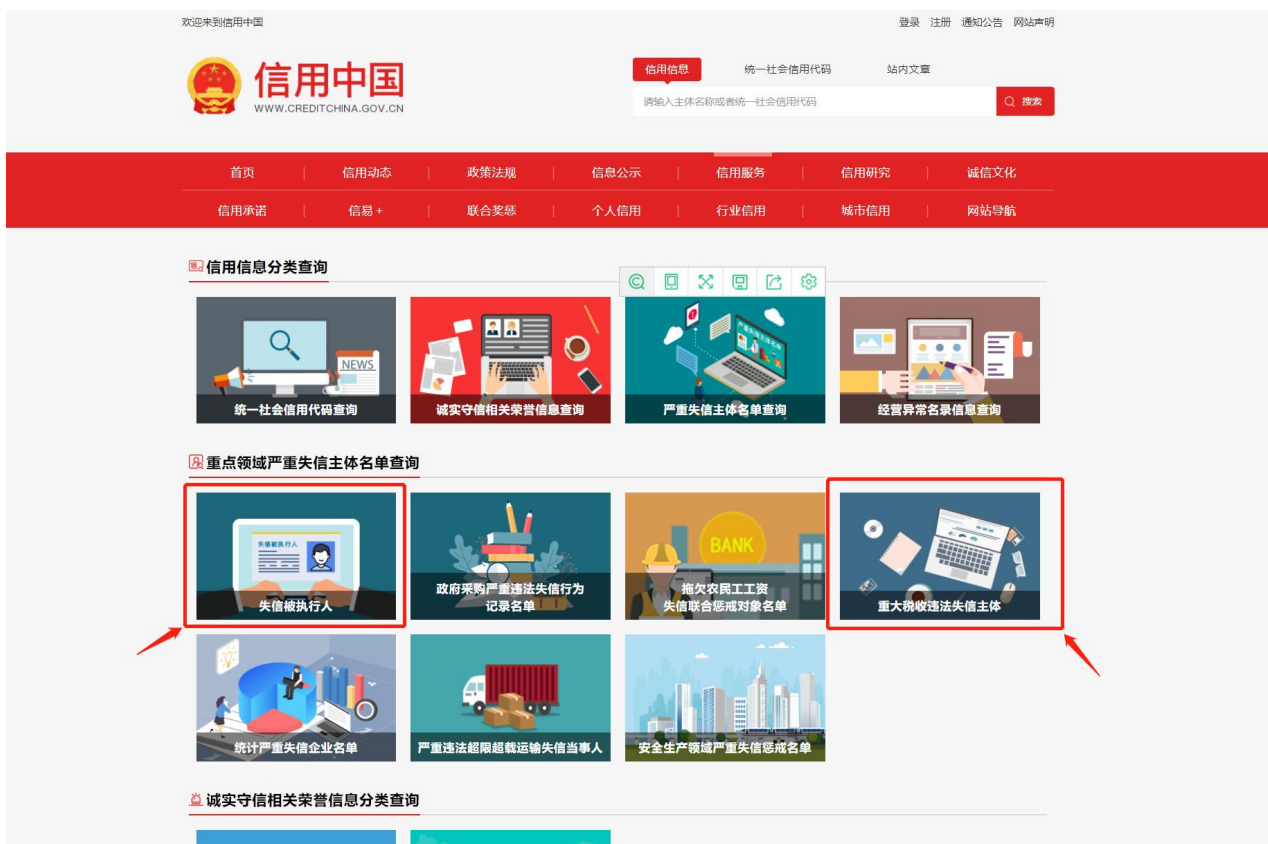 欢迎来到信用中国
登录 注册 通知公告 网站声明
信用中国
WWW.CREDITCHINA.GOV.CN
信用信息 统一社会信用代码 站内文章
请输入主体名称或者统一社会信用代码 搜索
首页 信用动态 政策法规 信息公示 信用服务 信用研究 诚信文化
信用承诺 信易+ 联合奖惩 个人信用 行业信用 城市信用 网站导航
信用信息分类查询
NEWS
严重失信主体名单
统一社会信用代码查询 诚实守信相关荣誉信息查询 严重失信主体名单查询 经营异常名录信息查询
重点领域严重失信主体名单查询
失信被执行人
BANK
失信被执行人
政府采购严重违法失信行为
记录名单
拖欠农民工工资
失信联合惩戒对象名单
重大税收违法失信主体
统计严重失信企业名单 严重违法超限超载运输失信当事人 安全生产领域严重失信惩戒名单
诚实守信相关荣誉信息分类查询